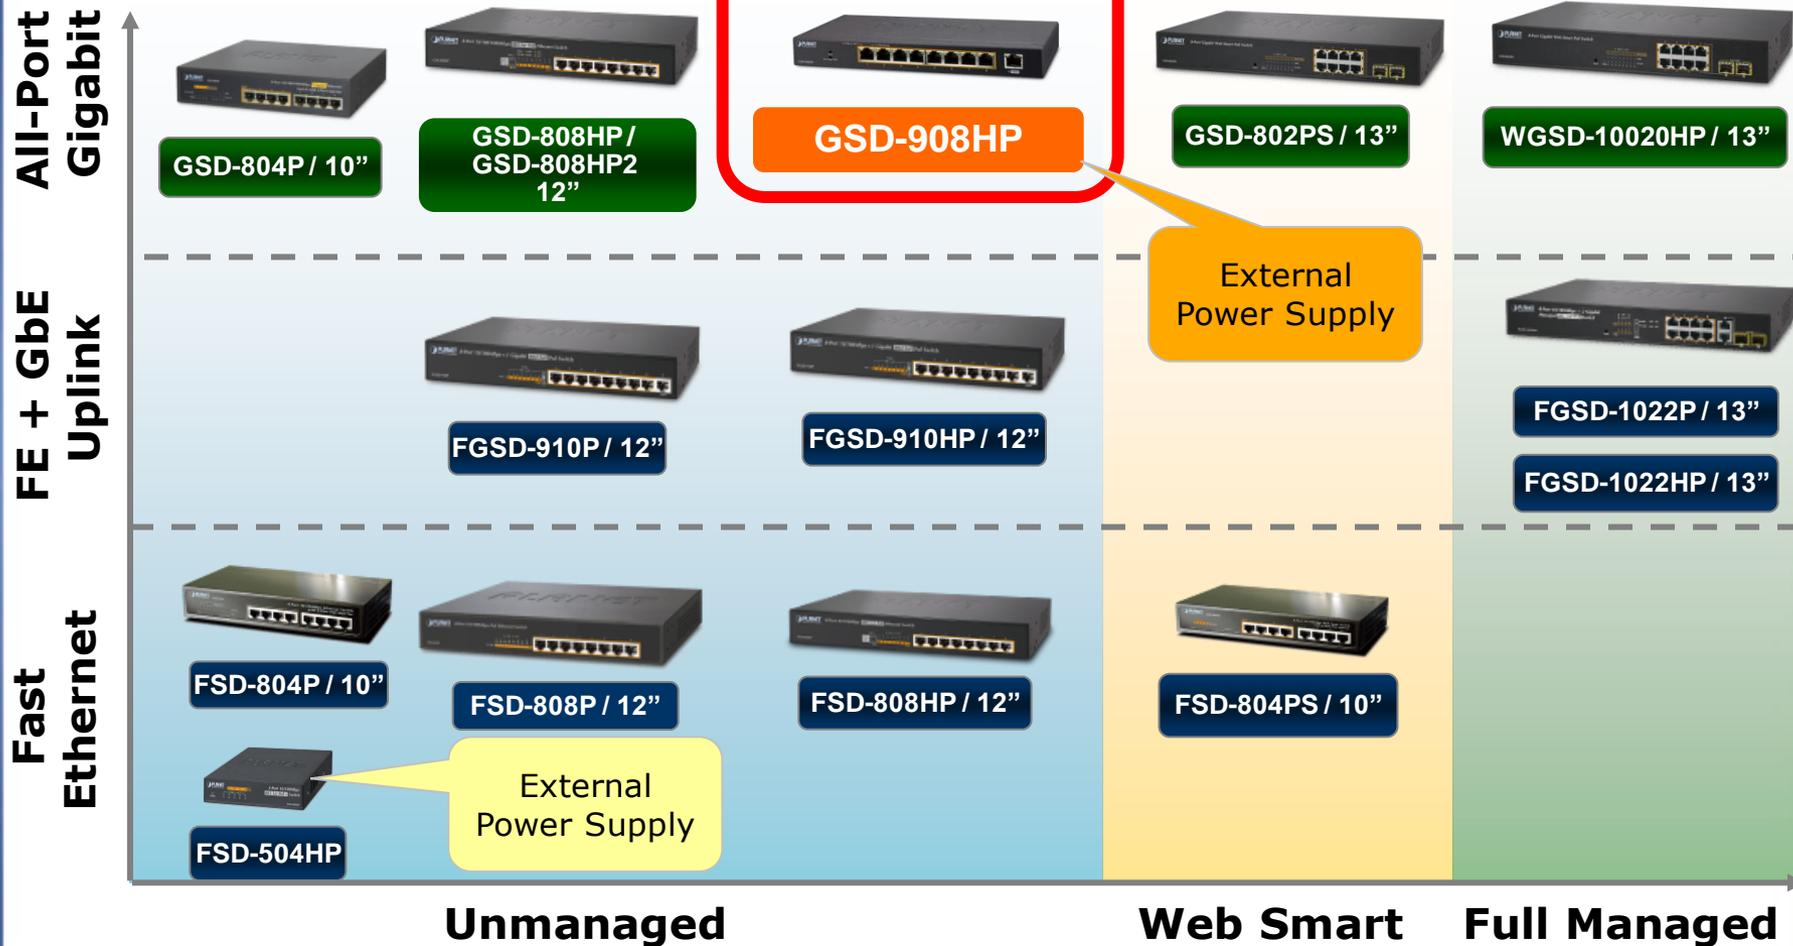 All-Port
Gigabit
GSD-804P / 10”
GSD-808HP /
GSD-808HP2
12”
GSD-908HP
GSD-802PS / 13”
WGSD-10020HP / 13”
External
Power Supply
FE + GbE
Uplink
FGSD-910P / 12”
FGSD-910HP / 12”
FGSD-1022P / 13”
FGSD-1022HP / 13”
Fast
Ethernet
FSD-804P / 10”
FSD-808P / 12”
FSD-808HP / 12”
FSD-804PS / 10”
External
Power Supply
FSD-504HP
Unmanaged
Web Smart
Full Managed